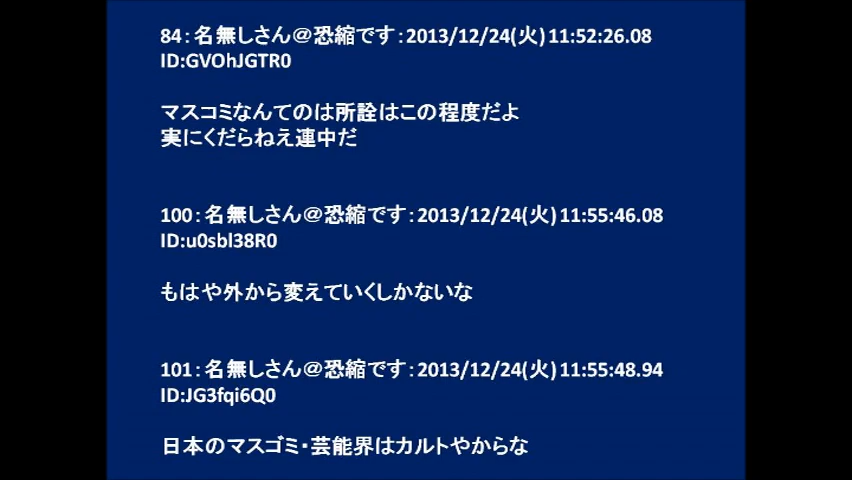 84：名無しさん＠恐縮です：2013/12/24(火) 11:52:26.08
ID:GVOhJGTR0
マスコミなんてのは所詮はこの程度だよ
実にくだらねえ連中だ
100：名無しさん＠恐縮です：2013/12/24(火) 11:55:46.08
ID:u0sbl38R0
もはや外から変えていくしかないな
101：名無しさん＠恐縮です：2013/12/24(火) 11:55:48.94
ID:JG3fqi6Q0
日本のマスゴミ・芸能界はカルトやからな